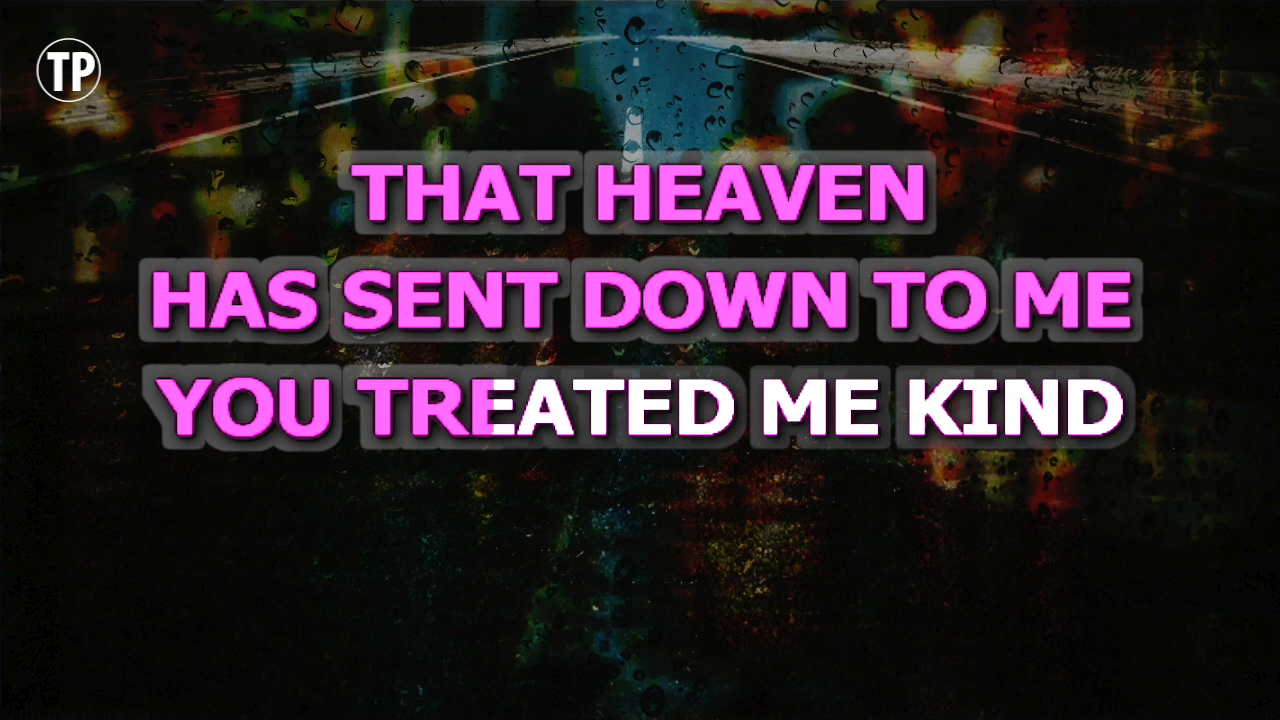 TP
THAT HEAVEN
HAS SENT DOWN TO ME
YOU TREATED ME KIND